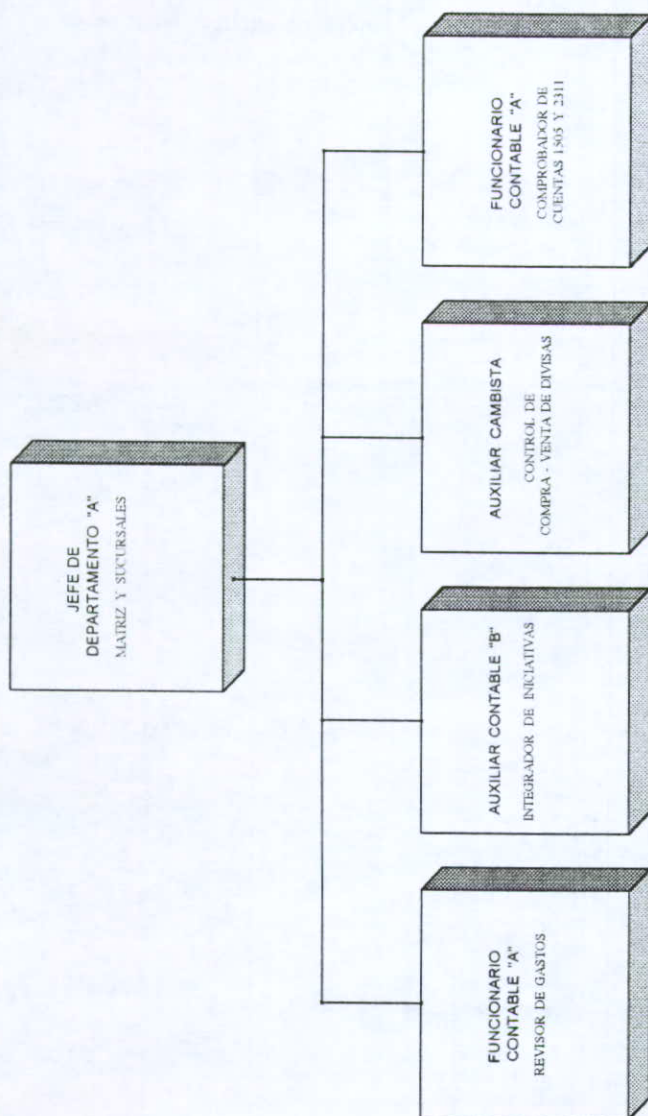 JEFE DE
DEPARTAMENTO "A"
MATRIZ Y SUCURSALES
FUNCIONARIO
CONTABLE "A"
REVISOR DE GASTOS
AUXILIAR CONTABLE "B"
INTEGRADOR DE INICIATIVAS
AUXILIAR CAMBISTA
CONTROL DE
COMPRA - VENTA DE DIVISAS
FUNCIONARIO
CONTABLE "A"
COMPROBADOR DE
CUENTAS 1505 Y 2311